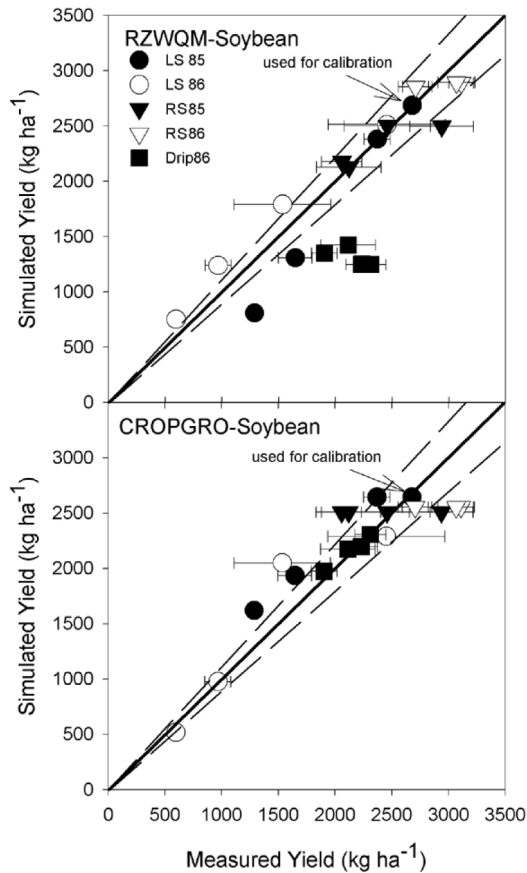 3500
RZWQM-Soybean
LS 85
used for calibration
3000
LS 86
RS85
2500
RS86
Drip86
2000
1500
1000
500
0
Simulated Yield (kg ha-1)
CROPGRO-Soybean
used for calibration
3000
2500
2000
1500
1000
500
0
Simulated Yield (kg ha-1)
0 500 1000 1500 2000 2500 3000 3500
Measured Yield (kg ha-1)